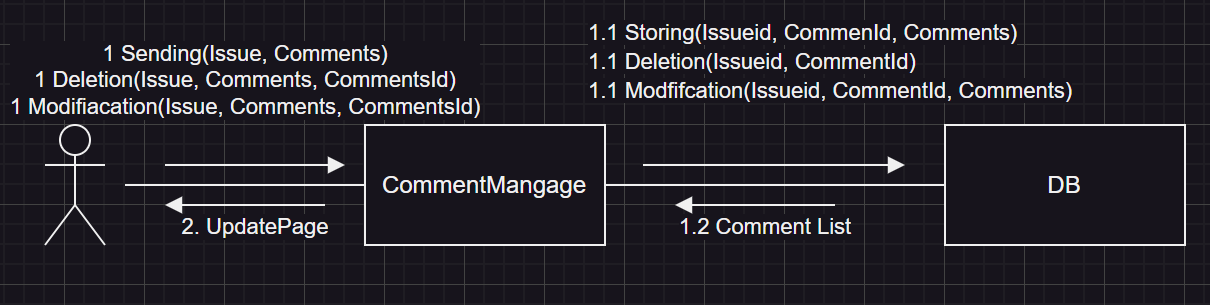 1 Sending(Issue, Comments)
1 Deletion(Issue, Comments, CommentsId)
1 Modifiacation(Issue, Comments, CommentsId)
1.1 Storing(Issueid, CommenId, Comments)
1.1 Deletion(Issueid, CommentId)
1.1 Modfifcation(Issueid, CommentId, Comments)
CommentMangage
DB
2. UpdatePage
1.2 Comment List